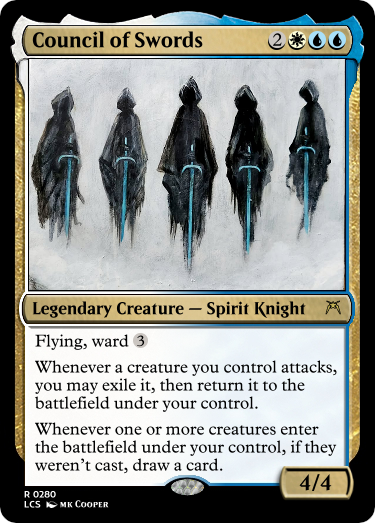 Council of Swords 2
Legendary Creature — Spirit Knight
Flying, ward 3
Whenever a creature you control attacks,
you may exile it, then return it to the
battlefield under your control.
Whenever one or more creatures enter
the battlefield under your control, if they
weren't cast, draw a card.
4/4
R 0280
LCS MK COOPER